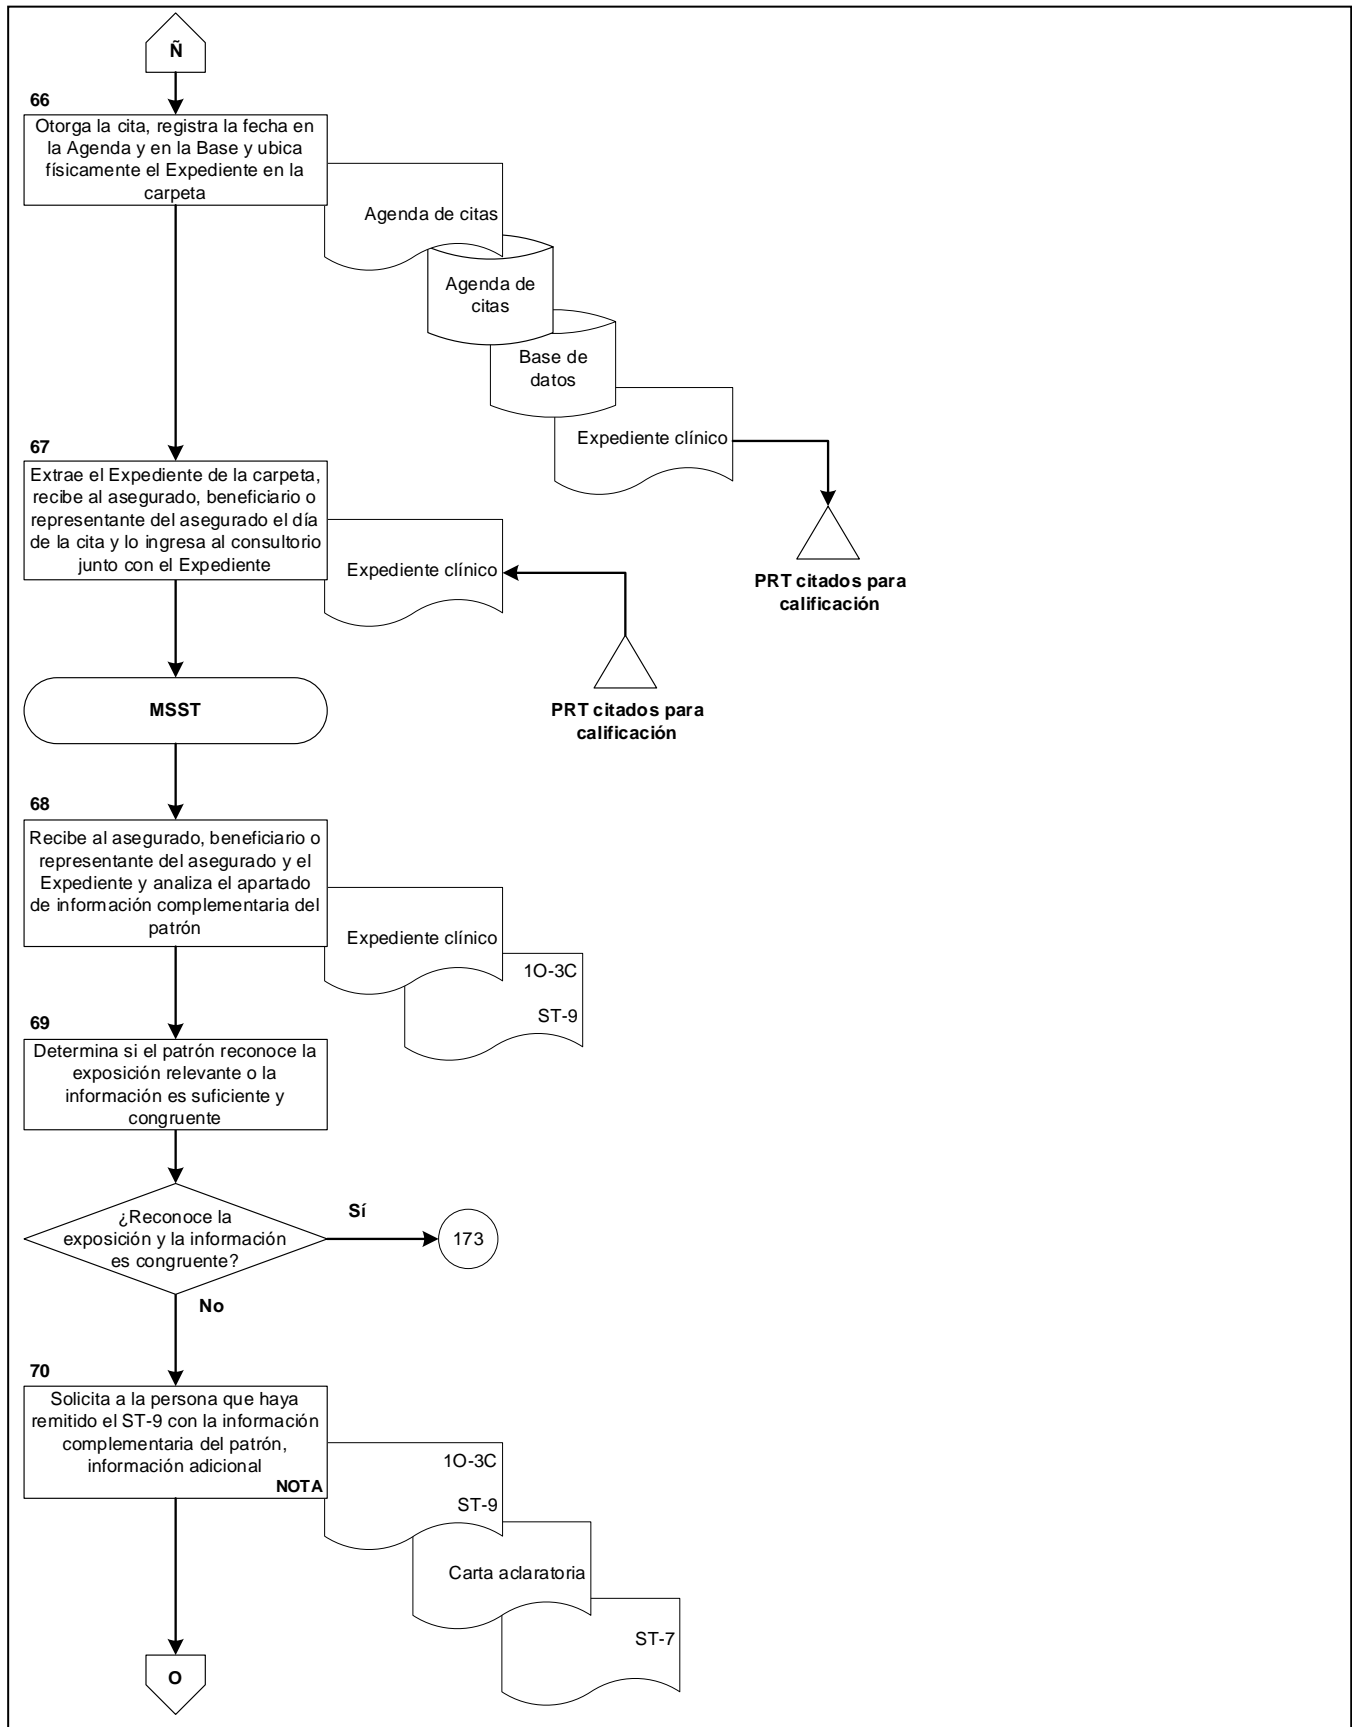 Ñ
66
Otorga la cita, registra la fecha en
la Agenda y en la Base y ubica
físicamente el Expediente en la
carpeta
Agenda de citas
Agenda de
citas
Base de
datos
Expediente clínico
PRT citados para
calificación
67
Extrae el Expediente de la carpeta,
recibe al asegurado, beneficiario o
representante del asegurado el día
de la cita y lo ingresa al consultorio
junto con el Expediente
Expediente clínico
PRT citados para
calificación
MSST
68
Recibe al asegurado, beneficiario o
representante del asegurado y el
Expediente y analiza el apartado
de información complementaria del
patrón
Expediente clínico
1O-3C
ST-9
69
Determina si el patrón reconoce la
exposición relevante o la
información es suficiente y
congruente
¿Reconoce la
exposición y la información
es congruente?
Sí
173
No
70
Solicita a la persona que haya
remitido el ST-9 con la información
complementaria del patrón,
información adicional
NOTA
1O-3C
ST-9
Carta aclaratoria
ST-7
O